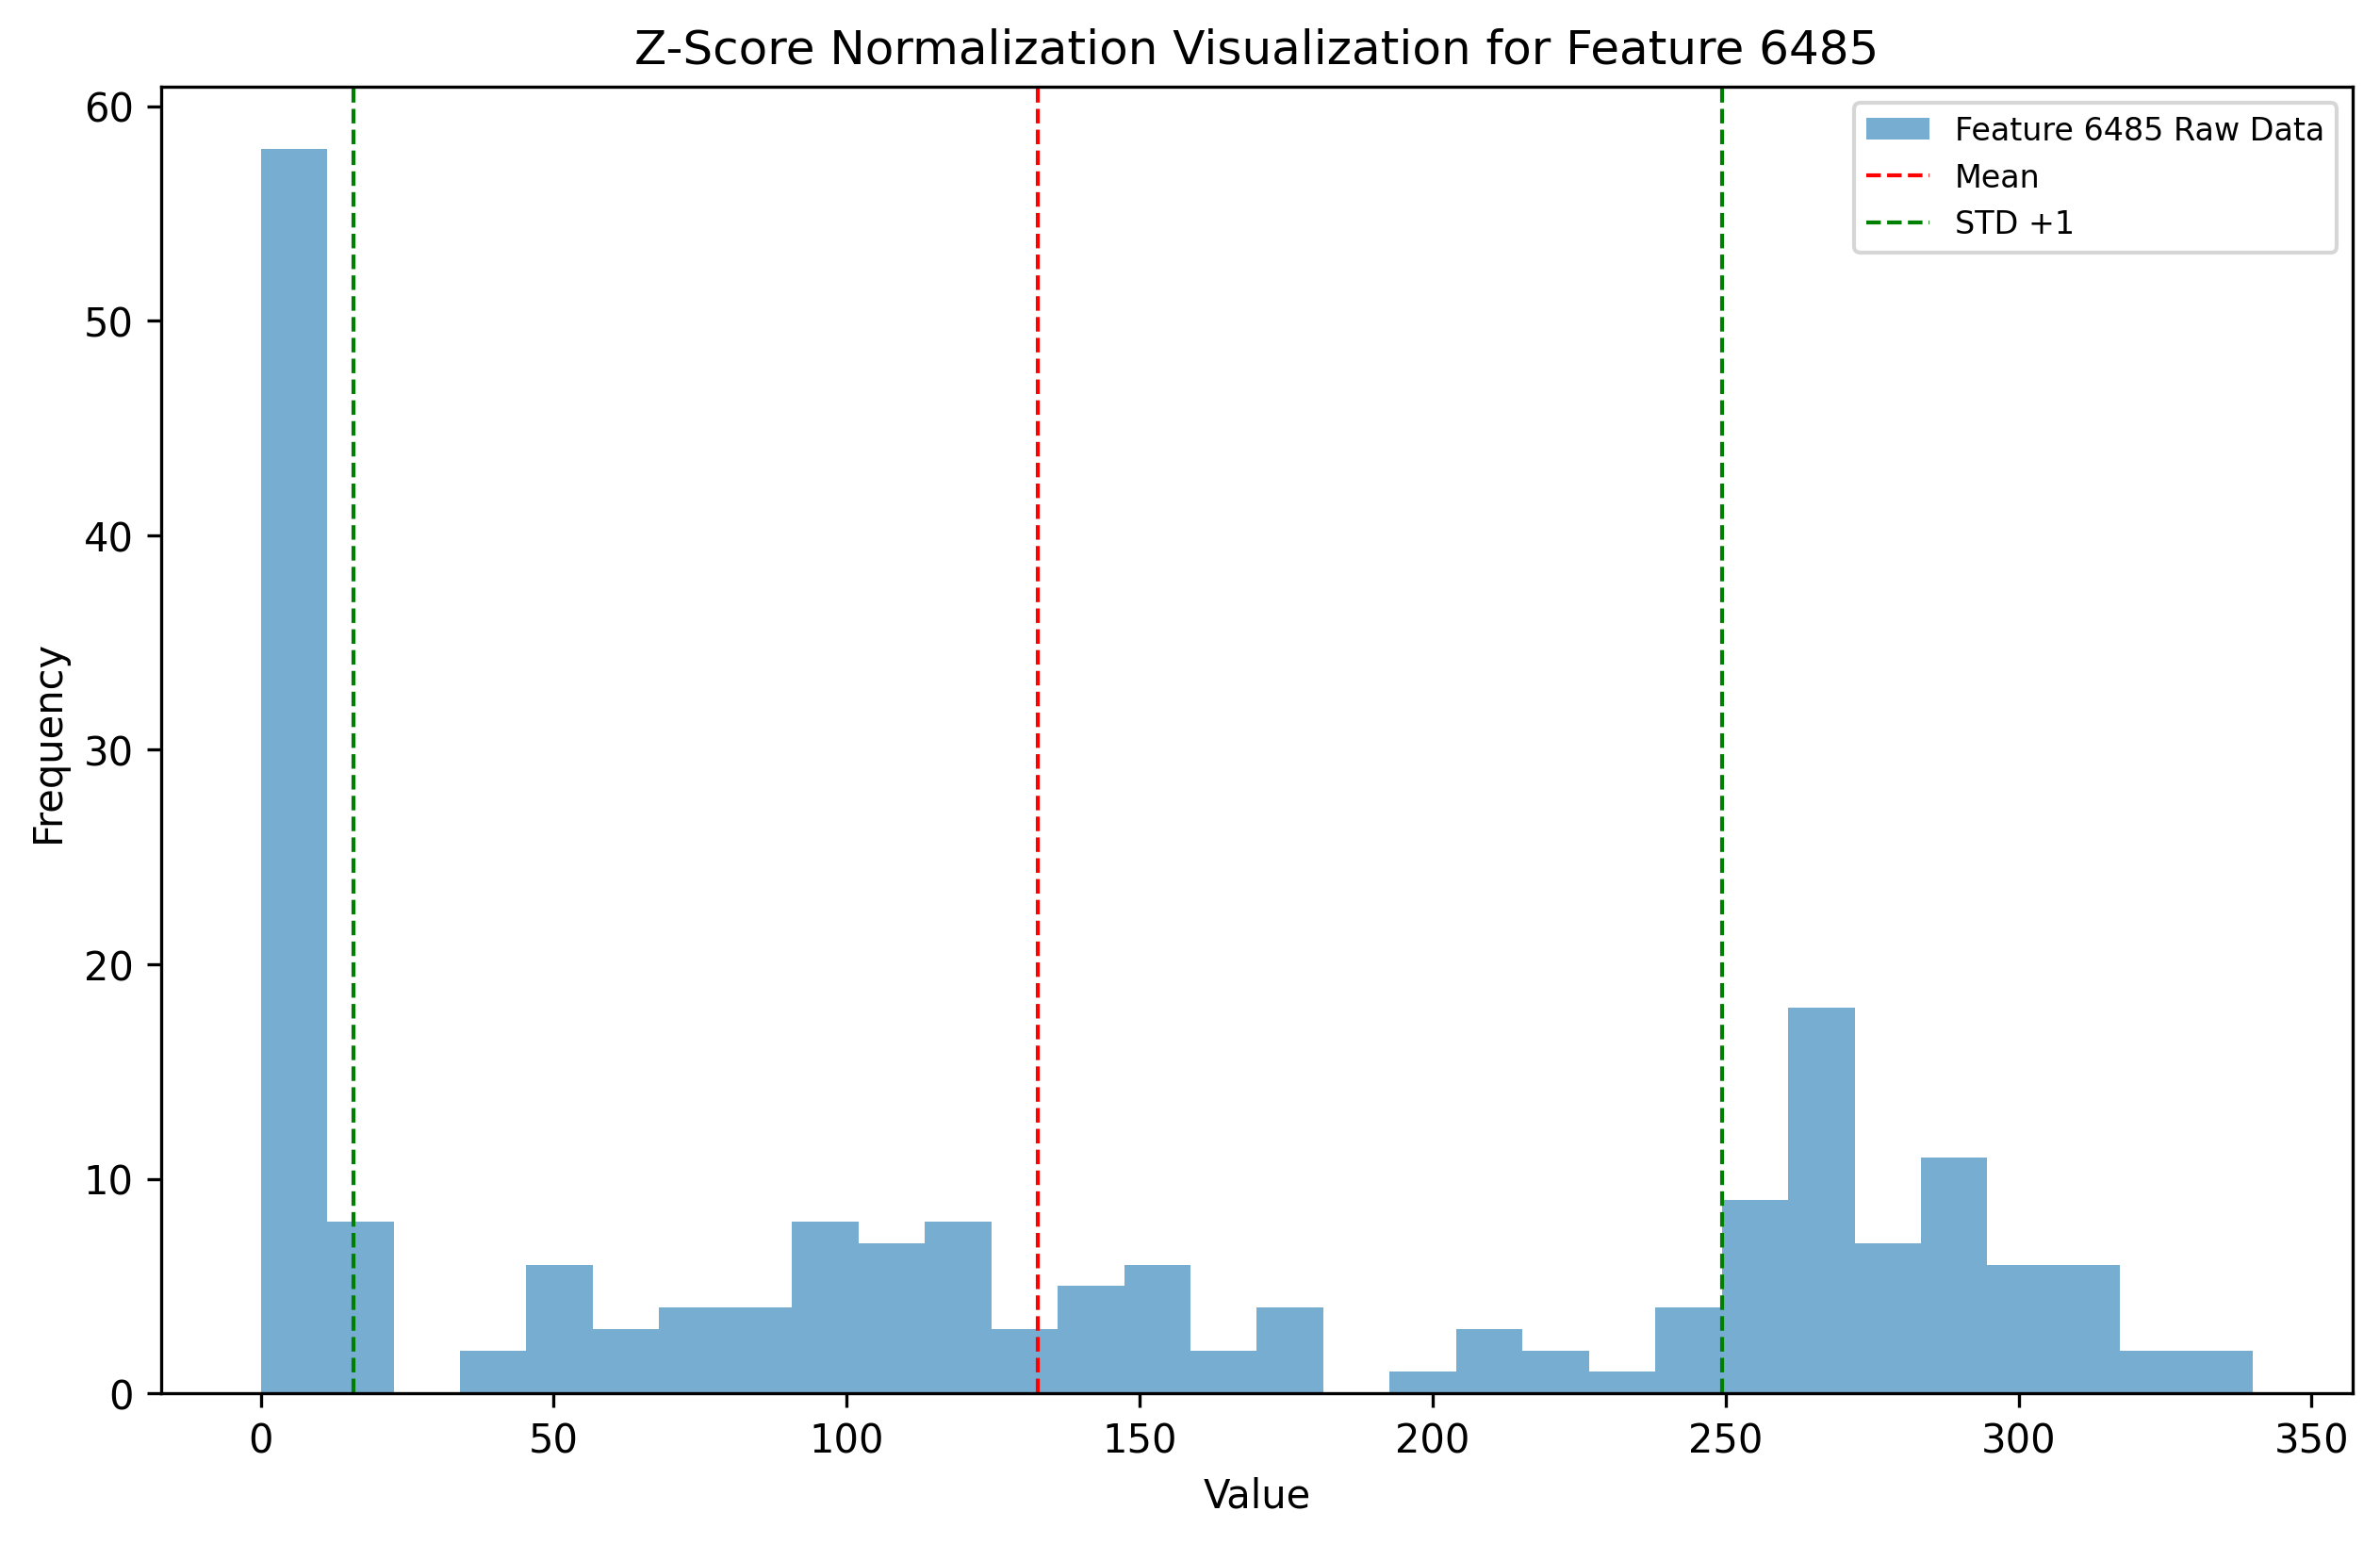 Z-Score Normalization Visualization for Feature 6485
Feature 6485 Raw Data
Mean
STD +1
60
50
40
30
20
10
0
Frequency
0 50 100 150 200 250 300 350
Value